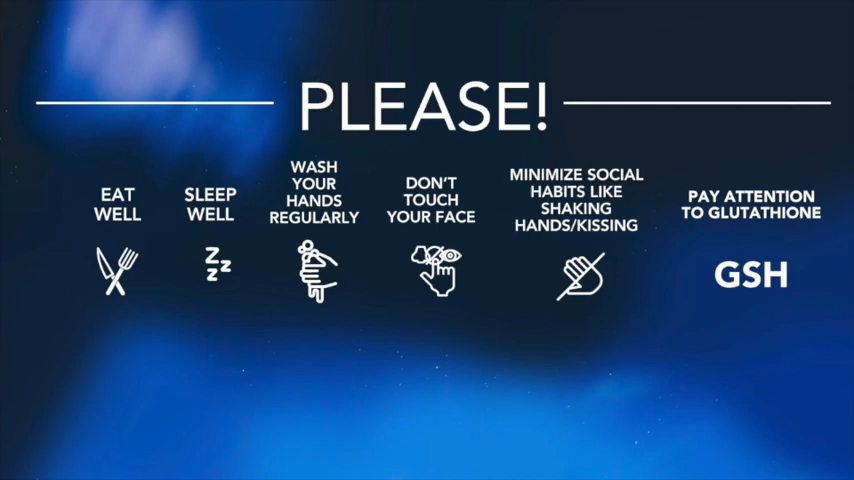 PLEASE!
EAT
WELL
SLEEP
WELL
WASH
YOUR
HANDS
REGULARLY
DON'T
TOUCH
YOUR FACE
MINIMIZE SOCIAL
HABITS LIKE
SHAKING
HANDS/KISSING
PAY ATTENTION
TO GLUTATHIONE
Z
Z
Z
Z
GSH